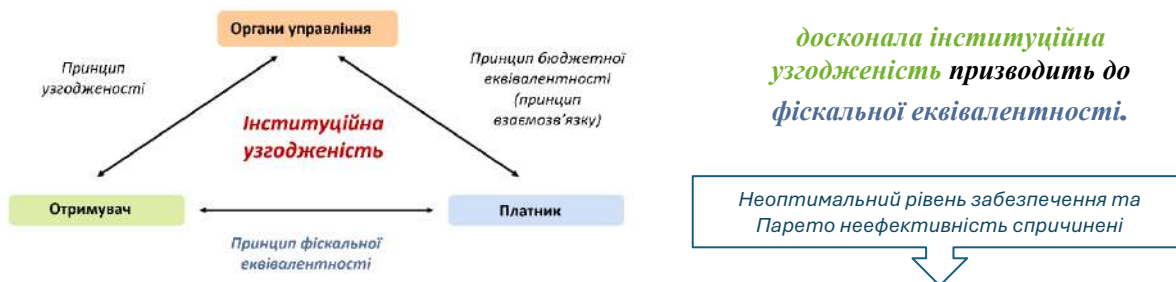 Органи управління
Принцип
узгодженості
Принцип бюджетної
еквівалентності
(принцип
взаємозв'язку)
Інституційна
узгодженість
Отримувач
Платник
Принцип фіскальної
еквівалентності
досконала інституційна
узгодженість призводить до
фіскальної еквівалентності.
Неоптимальний рівень забезпечення та
Парето неефективність спричинені